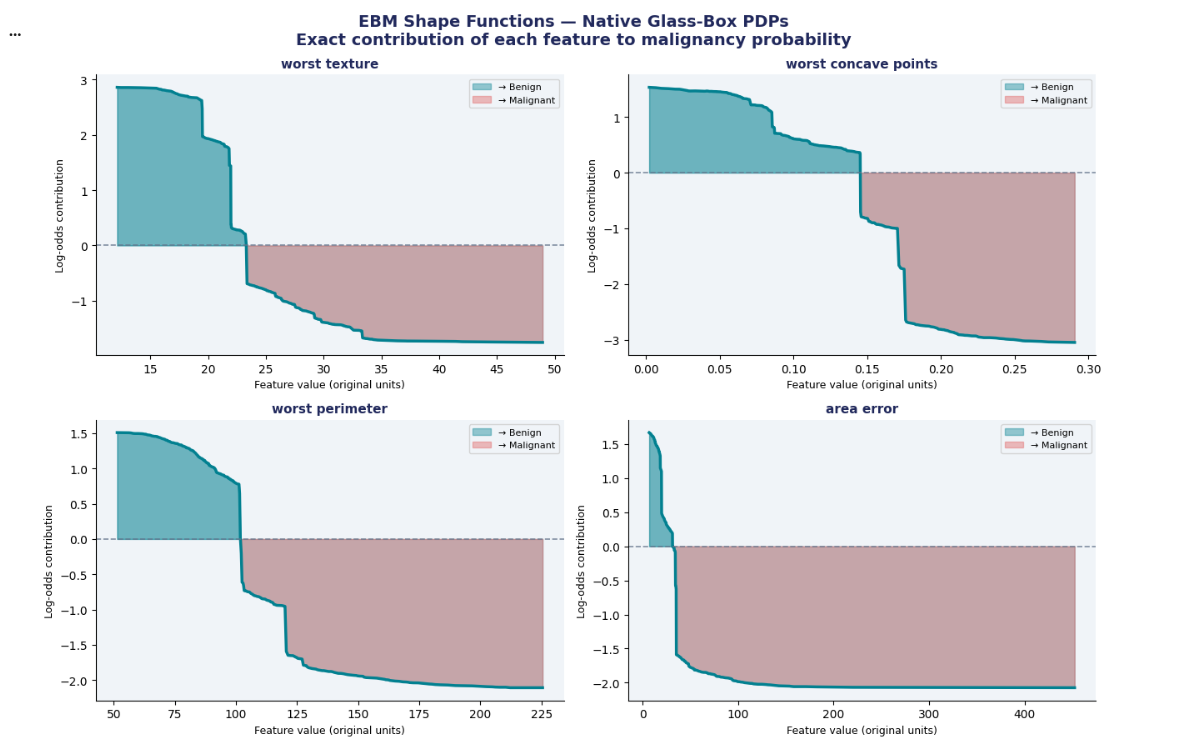 ...
EBM Shape Functions — Native Glass-Box PDPs
Exact contribution of each feature to malignancy probability
worst texture
3
2
1
0
−1
Log-odds contribution
→ Benign
→ Malignant
15 20 25 30 35 40 45 50
Feature value (original units)
worst concave points
1
0
−1
−2
−3
Log-odds contribution
→ Benign
→ Malignant
0.00 0.05 0.10 0.15 0.20 0.25 0.30
Feature value (original units)
worst perimeter
1.5
1.0
0.5
0.0
−0.5
−1.0
−1.5
−2.0
Log-odds contribution
→ Benign
→ Malignant
50 75 100 125 150 175 200 225
Feature value (original units)
area error
1.5
1.0
0.5
0.0
−0.5
−1.0
−1.5
−2.0
Log-odds contribution
→ Benign
→ Malignant
0 100 200 300 400
Feature value (original units)